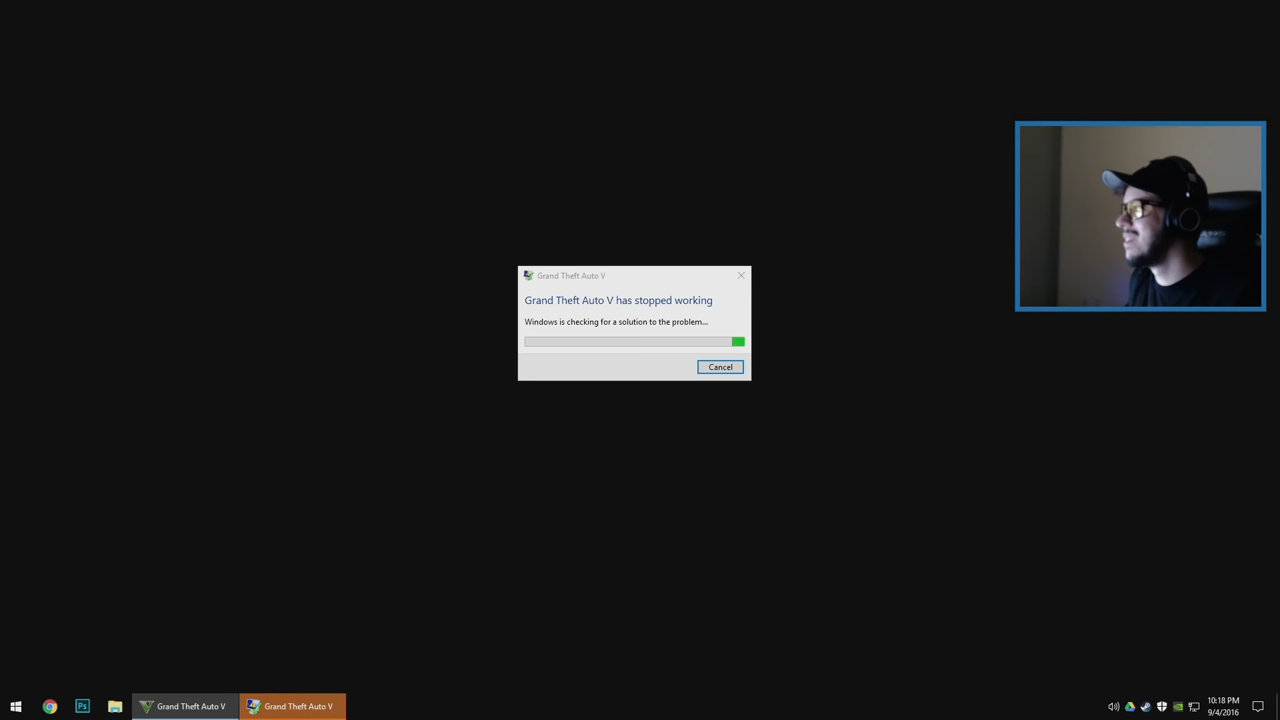 Grand Theft Auto V
Grand Theft Auto V has stopped working
Windows is checking for a solution to the problem...
Cancel
Ps
Grand Theft Auto V
Grand Theft Auto V
10:18 PM
9/4/2016